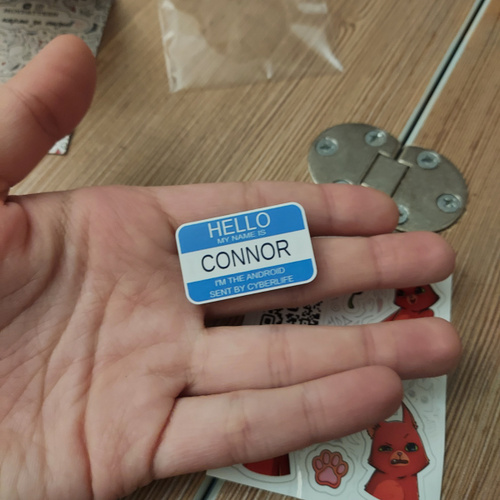 HELLO
MY NAME IS
CONNOR
I'M THE ANDROID
SENT BY CYBERLIFE